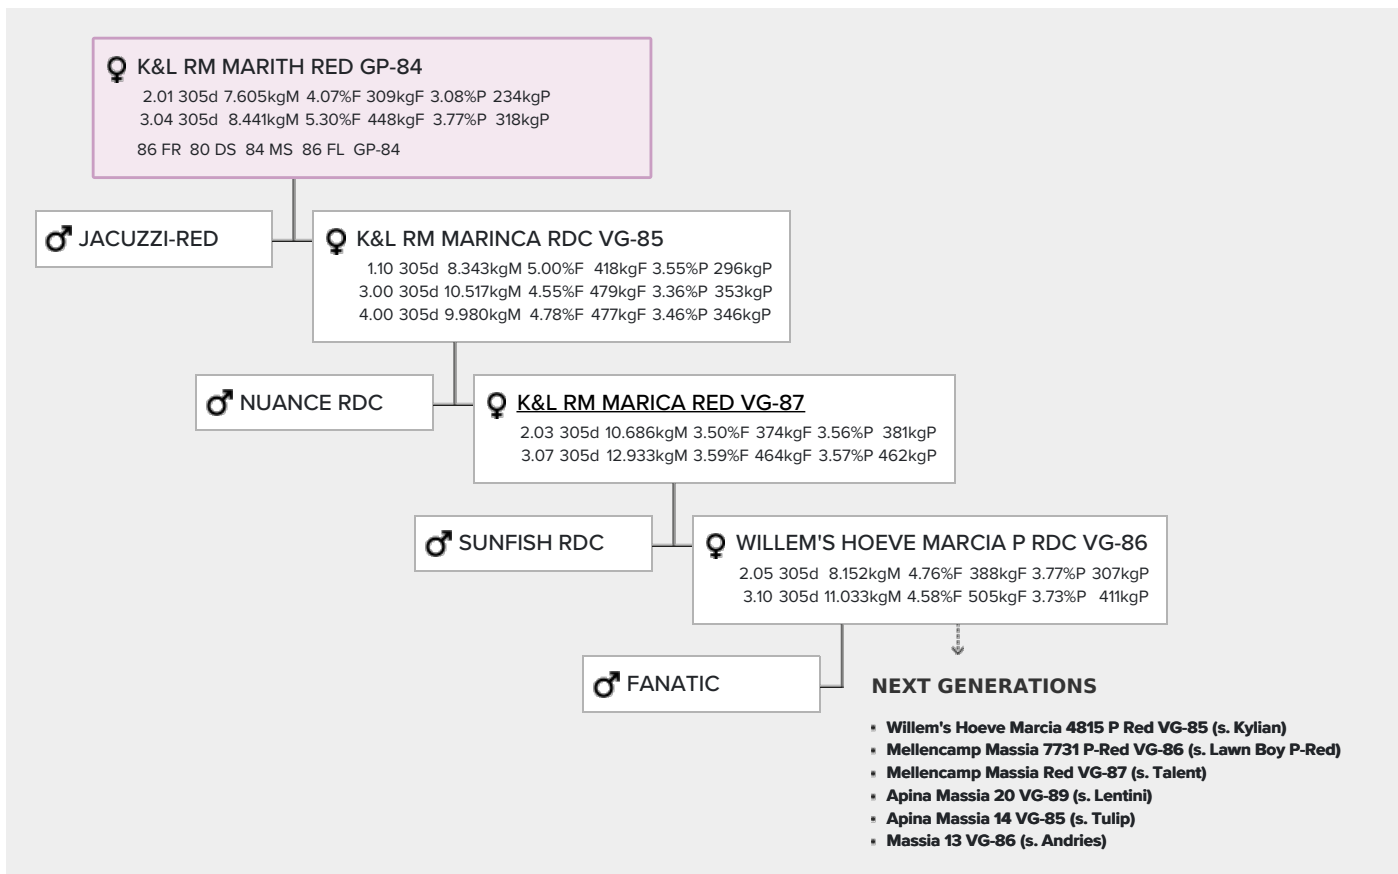 K&L RM MARITH RED GP-84
2.01 305d 7.605kgM 4.07%F 309kgF 3.08%P 234kgP
3.04 305d 8.441kgM 5.30%F 448kgF 3.77%P 318kgP
86 FR 80 DS 84 MS 86 FL GP-84
JACUZZI-RED
K&L RM MARINCA RDC VG-85
1.10 305d 8.343kgM 5.00%F 418kgF 3.55%P 296kgP
3.00 305d 10.517kgM 4.55%F 479kgF 3.36%P 353kgP
4.00 305d 9.980kgM 4.78%F 477kgF 3.46%P 346kgP
NUANCE RDC
K&L RM MARICA RED VG-87
2.03 305d 10.686kgM 3.50%F 374kgF 3.56%P 381kgP
3.07 305d 12.933kgM 3.59%F 464kgF 3.57%P 462kgP
SUNFISH RDC
WILLEM'S HOEVE MARCIA P RDC VG-86
2.05 305d 8.152kgM 4.76%F 388kgF 3.77%P 307kgP
3.10 305d 11.033kgM 4.58%F 505kgF 3.73%P 411kgP
FANATIC
NEXT GENERATIONS
Willem's Hoeve Marcia 4815 P Red VG-85 (s. Kylian)
Mellencamp Massia 7731 P-Red VG-86 (s. Lawn Boy P-Red)
Mellencamp Massia Red VG-87 (s. Talent)
Apina Massia 20 VG-89 (s. Lentini)
Apina Massia 14 VG-85 (s. Tulip)
Massia 13 VG-86 (s. Andries)